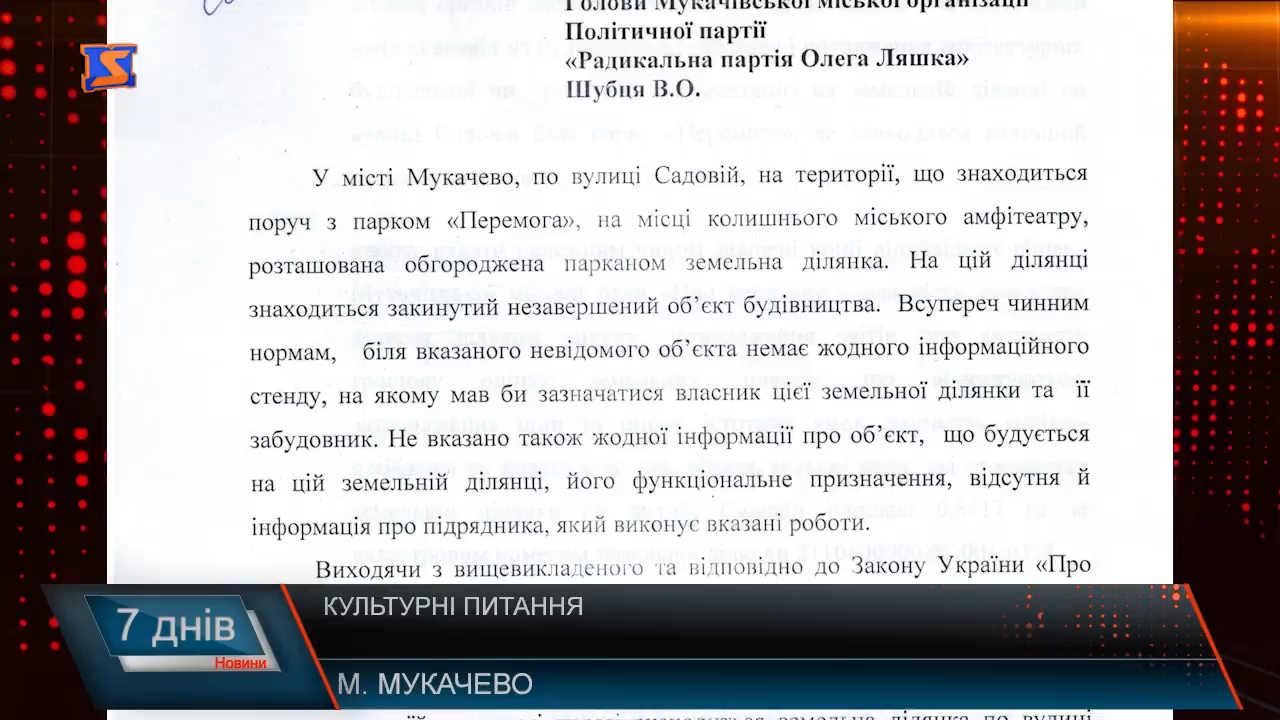 Голови Мукачівської міської організації
Політичної партії
«Радикальна партія Олега Ляшка»
Шубця В.О.
У місті Мукачево, по вулиці Садовій, на території, що знаходиться
поруч з парком «Перемога», на місці колишнього міського амфітеатру,
розташована обгороджена парканом земельна ділянка. На цій ділянці
знаходиться закинутий незавершений об’єкт будівництва. Всупереч чинним
нормам, біля вказаного невідомого об’єкта немає жодного інформаційного
стенду, на якому мав би зазначатися власник цієї земельної ділянки та її
забудовник. Не вказано також жодної інформації про об’єкт, що будується
на цій земельній ділянці, його функціональне призначення, відсутня й
інформація про підрядника, який виконує вказані роботи.
Виходячи з вищевикладеного та відповідно до Закону України «Про
КУЛЬТУРНІ ПИТАННЯ
7 днів
Новини
М. МУКАЧЕВО
земельна ділянка по вулиці